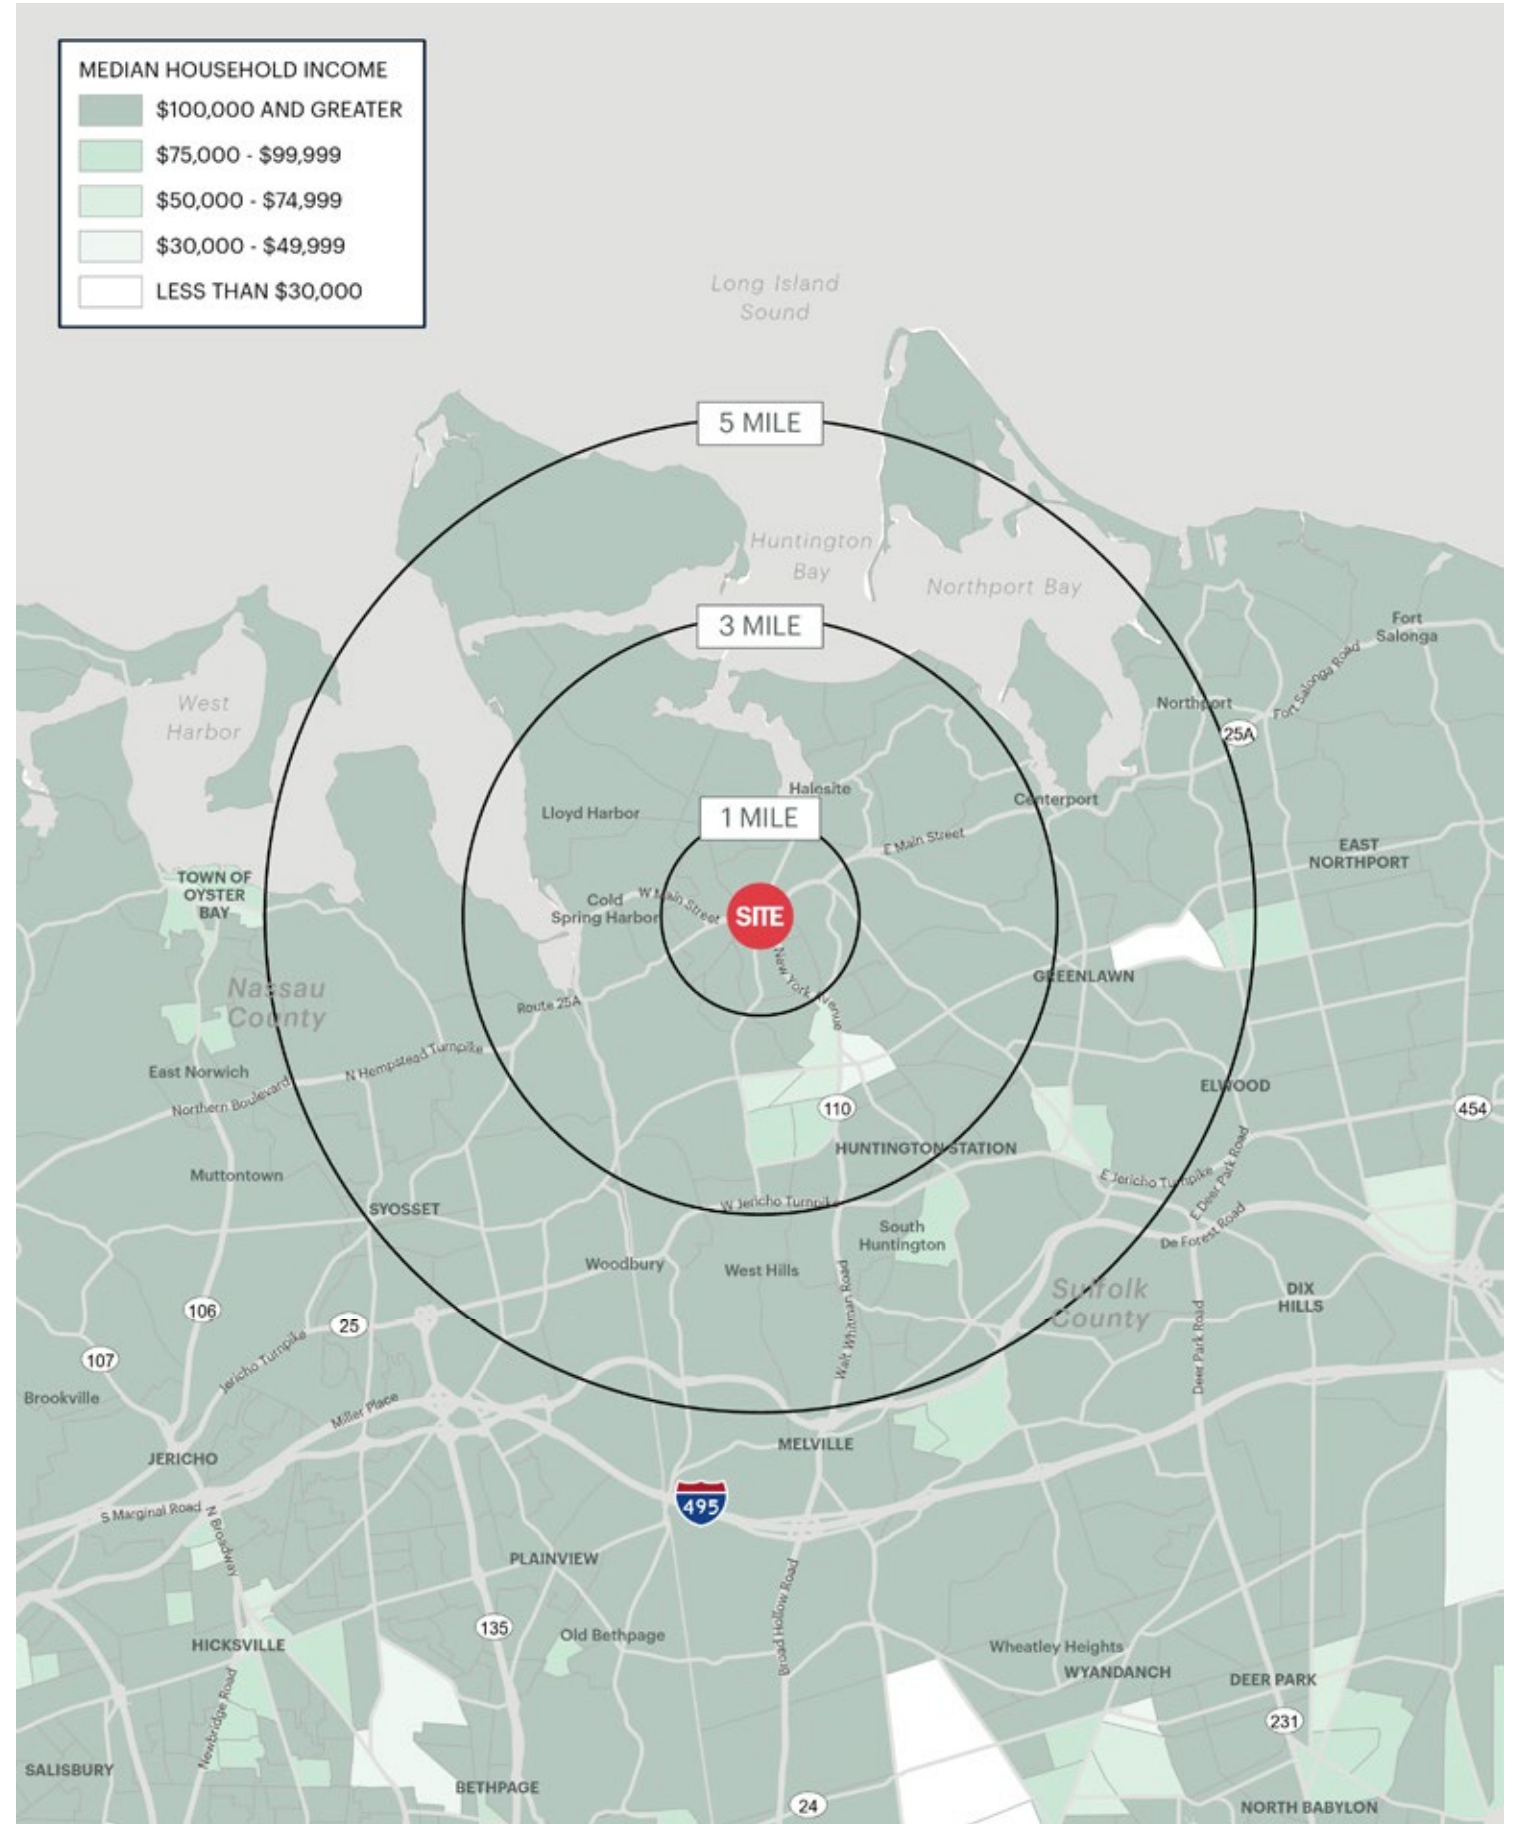 MEDIAN HOUSEHOLD INCOME
$100,000 AND GREATER
$75,000 - $99,999
$50,000 - $74,999
$30,000 - $49,999
LESS THAN $30,000
Long Island
Sound
5 MILE
Huntington
Bay
Northport Bay
3 MILE
Fort
Salonga
Fort Salonga Road
West
Harbor
Northport
25A
Halesite
Centerport
Lloyd Harbor
1 MILE
E Main Street
EAST
NORTHPORT
TOWN OF
OYSTER
BAY
Cold
Spring Harbor
W Main Street
SITE
New York Avenue
GREENLAWN
Nassau
County
Route 25A
N Hempstead Turnpike
East Norwich
Northern Boulevard
ELWOOD
110
454
HUNTINGTON STATION
Muttontown
E Jericho Turnpike
E Deer Park Road
SYOSSET
W Jericho Turnpike
De Forest Road
South
Huntington
Woodbury
West Hills
Suffolk
County
DIX
HILLS
106
25
107
Jericho Turnpike
Walt Whitman Road
Deer Park Road
Brookville
Miller Place
JERICHO
MELVILLE
495
S Marginal Road
N Broadway
PLAINVIEW
Broad Hollow Road
135
Old Bethpage
HICKSVILLE
Wheatley Heights
WYANDANCH
DEER PARK
Newbridge Road
231
SALISBURY
BETHPAGE
24
NORTH BABYLON